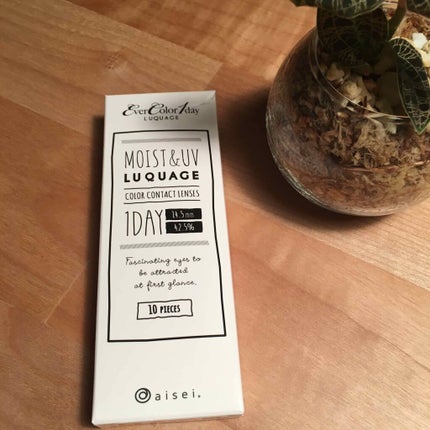 EverColor1day
LUQUAGE
MOIST&UV
LUQUAGE
COLOR CONTACT LENSES
1DAY 14.5mm
42.5%
Fascinating eyes to
be attracted
at first glance.
10 PIECES
aisei.